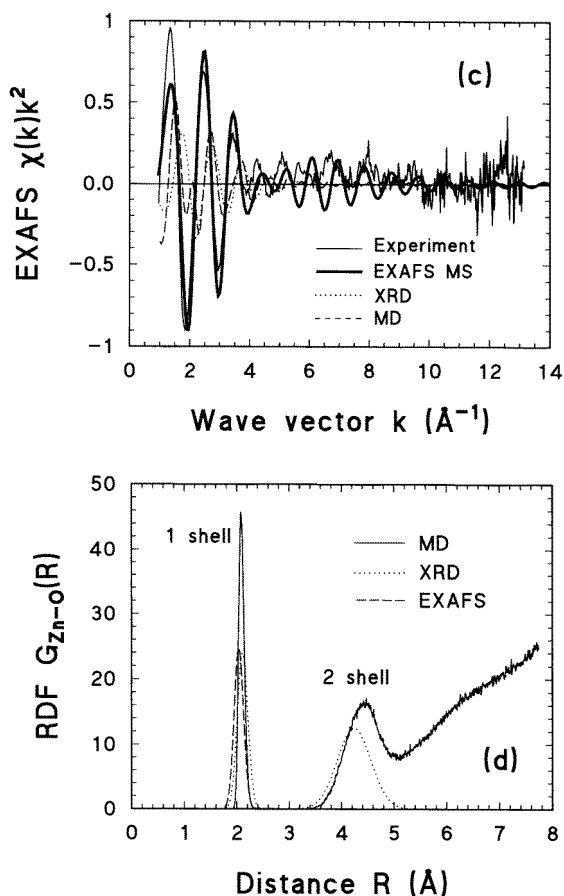 (c)
1
0.5
0.0
-0.5
-1
EXAFS χ(k)k²
Experiment
EXAFS MS
XRD
MD
0 2 4 6 8 10 12 14
Wave vector k (Å⁻¹)
50
40
30
20
10
0
RDF G_Zn-O(R)
1 shell
2 shell
MD
XRD
EXAFS
(d)
0 1 2 3 4 5 6 7 8
Distance R (Å)